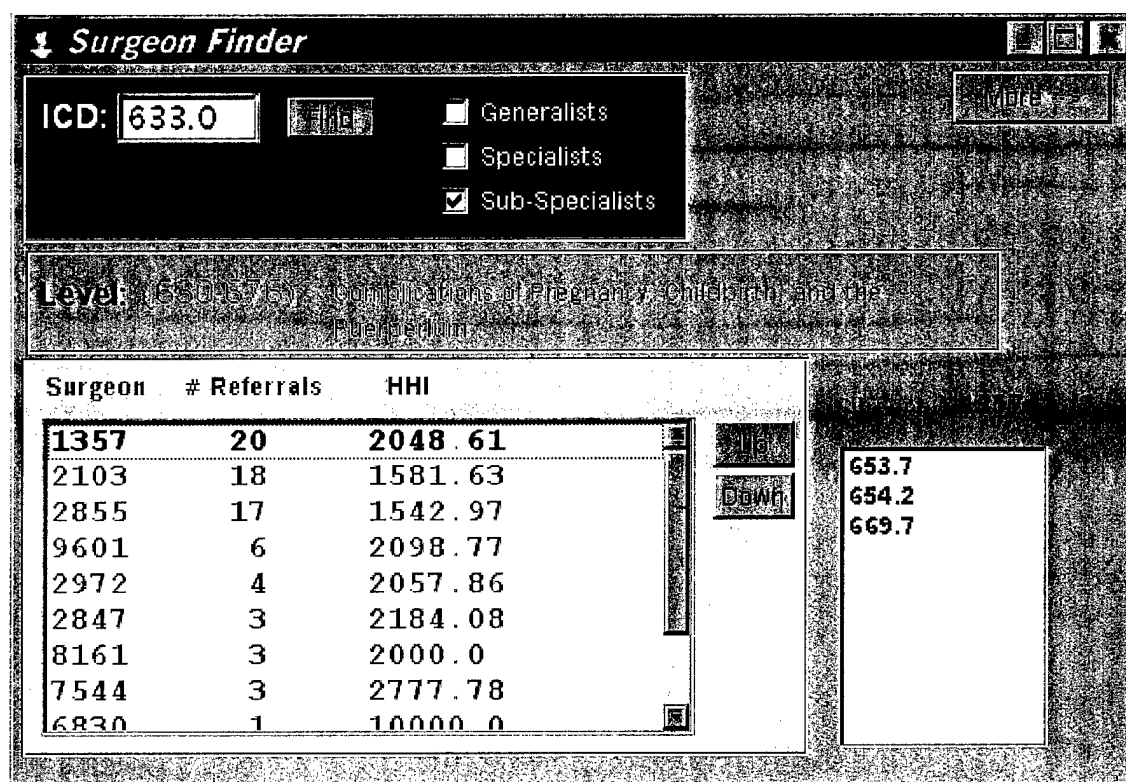 Surgeon Finder
ICD: 633.0 Find
Generalists
Specialists
Sub-Specialists
More
Level: Complications of Pregnancy, Childbirth, and the
Puerperium
Surgeon # Referrals HHI
1357 20 2048.61
2103 18 1581.63
2855 17 1542.97
9601 6 2098.77
2972 4 2057.86
2847 3 2184.08
8161 3 2000.0
7544 3 2777.78
6830 1 10000.0
Up
Down
653.7
654.2
669.7